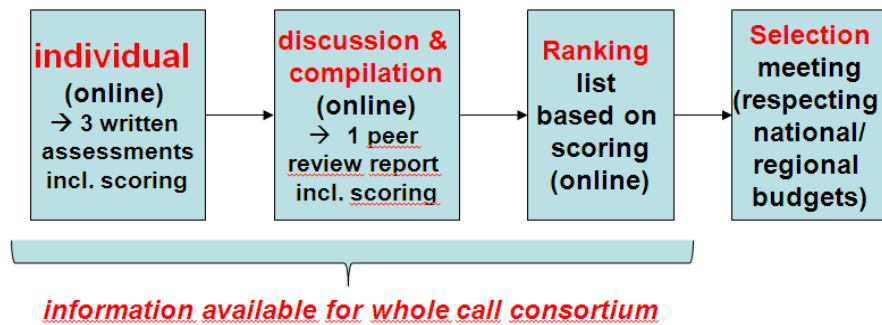 individual
(online)
→ 3 written
assessments
incl. scoring
discussion &
compilation
(online)
→ 1 peer
review report
incl. scoring
Ranking
list
based on
scoring
(online)
Selection
meeting
(respecting
national/
regional
budgets)
information available for whole call consortium